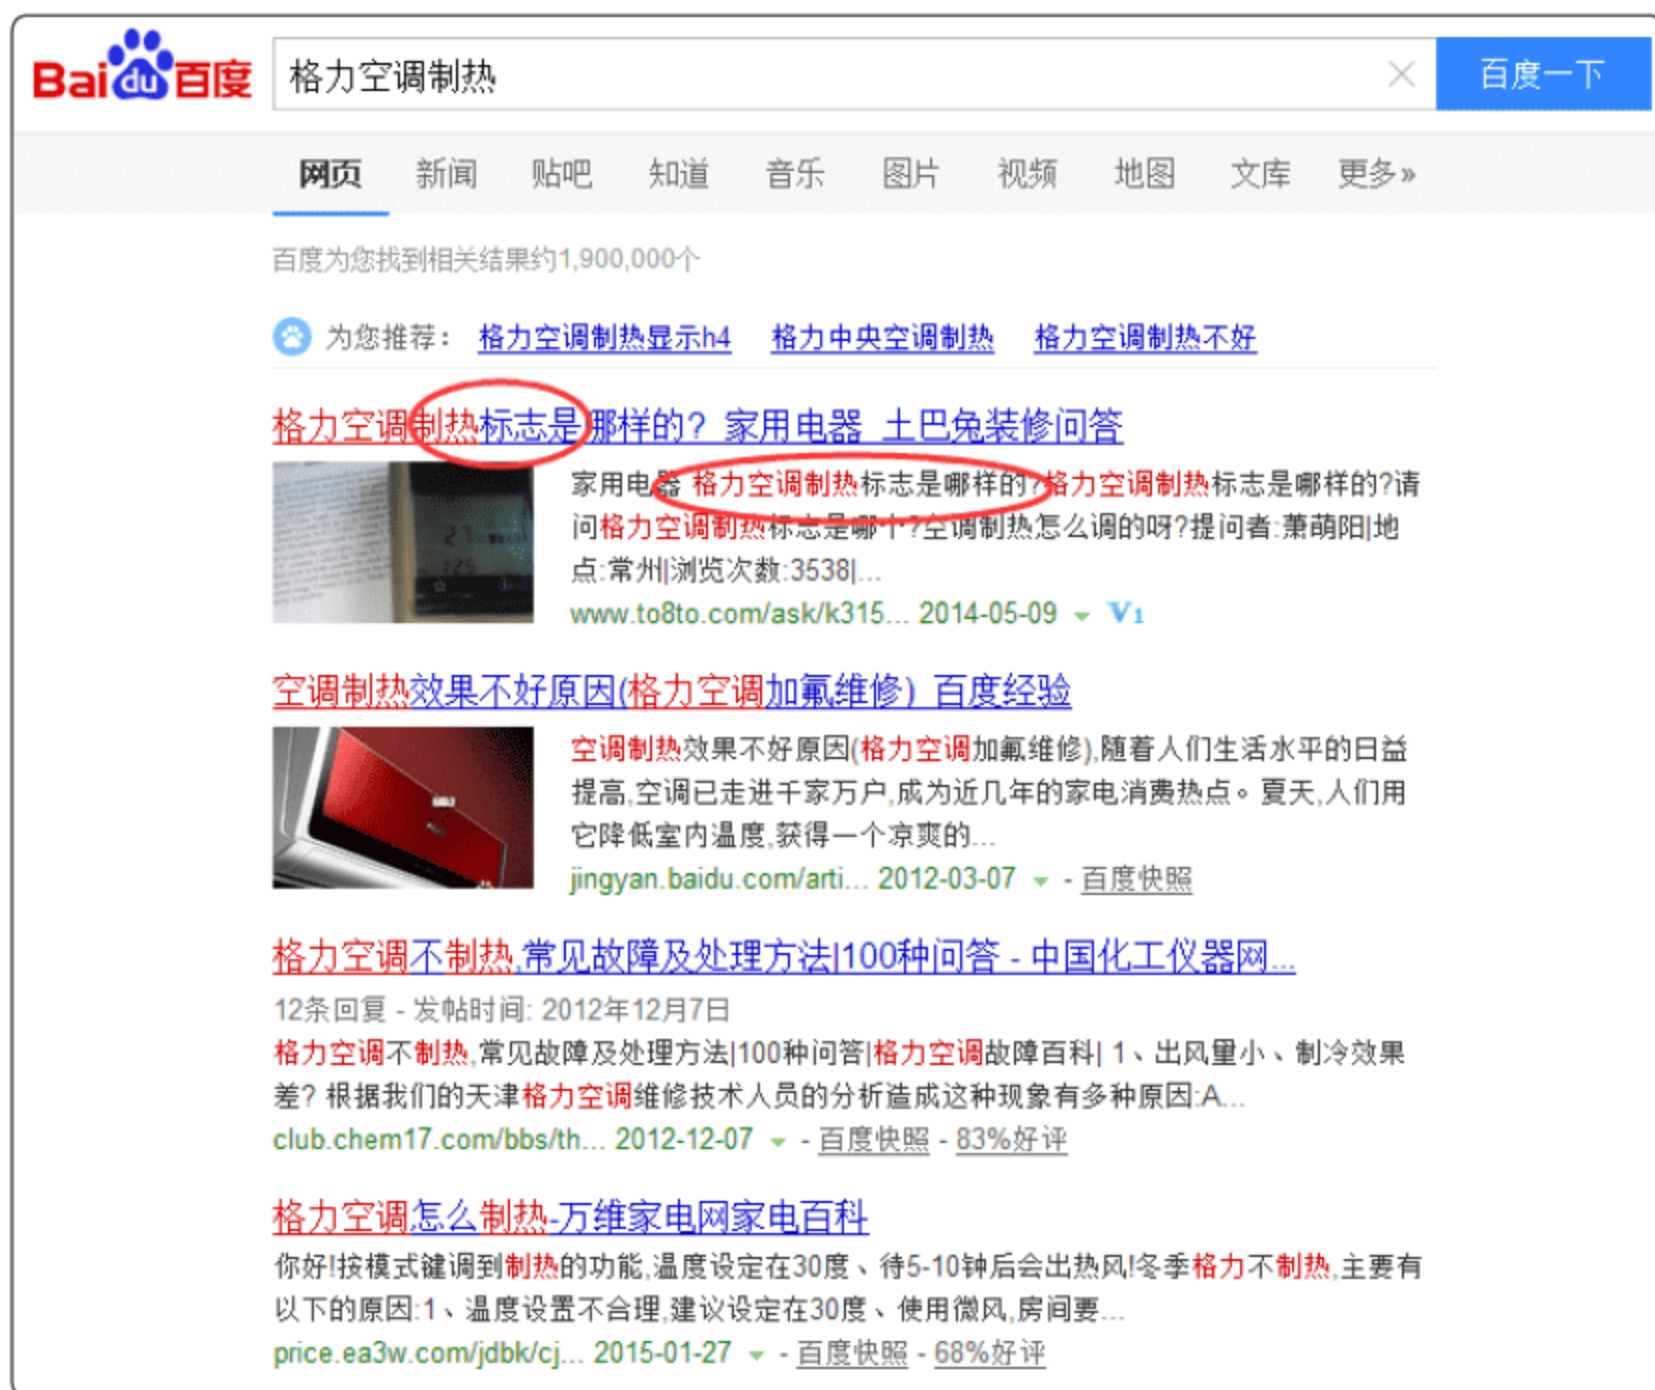 Baidu百度 格力空调制热 百度一下
网页 新闻 贴吧 知道 音乐 图片 视频 地图 文库 更多»
百度为您找到相关结果约1,900,000个
为您推荐： 格力空调制热显示h4 格力中央空调制热 格力空调制热不好
格力空调制热标志是哪样的? 家用电器 土巴兔装修问答
家用电器 格力空调制热标志是哪样的?格力空调制热标志是哪样的?请
问格力空调制热标志是哪个?空调制热怎么调的呀?提问者:萧萌阳|地
点:常州|浏览次数:3538|...
www.to8to.com/ask/k315... 2014-05-09 V1
空调制热效果不好原因(格力空调加氟维修) 百度经验
空调制热效果不好原因(格力空调加氟维修),随着人们生活水平的日益
提高,空调已走进千家万户,成为近几年的家电消费热点。夏天,人们用
它降低室内温度,获得一个凉爽的...
jingyan.baidu.com/arti... 2012-03-07 - 百度快照
格力空调不制热,常见故障及处理方法|100种问答 - 中国化工仪器网...
12条回复 - 发帖时间: 2012年12月7日
格力空调不制热,常见故障及处理方法|100种问答|格力空调故障百科| 1、出风量小、制冷效果
差? 根据我们的天津格力空调维修技术人员的分析造成这种现象有多种原因:A...
club.chem17.com/bbs/th... 2012-12-07 - 百度快照 - 83%好评
格力空调怎么制热-万维家电网家电百科
你好!按模式键调到制热的功能,温度设定在30度、待5-10钟后会出热风!冬季格力不制热,主要有
以下的原因:1、温度设置不合理,建议设定在30度、使用微风,房间要...
price.ea3w.com/jdbk/cj... 2015-01-27 - 百度快照 - 68%好评